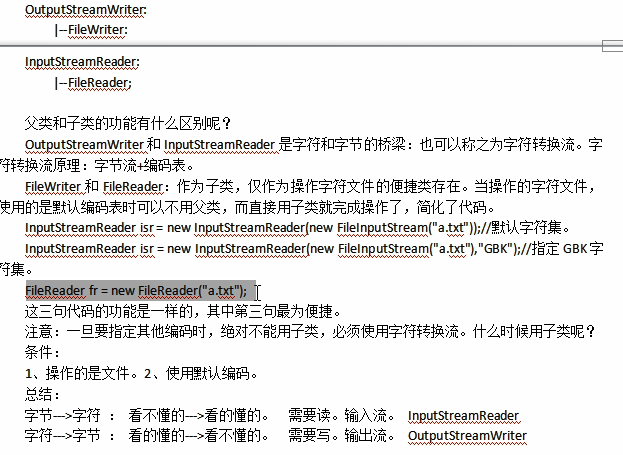 OutputStreamWriter:
|--FileWriter:
InputStreamReader:
|--FileReader;
父类和子类的功能有什么区别呢？
OutputStreamWriter 和 InputStreamReader 是字符和字节的桥梁：也可以称之为字符转换流。字
符转换流原理：字节流+编码表。
FileWriter 和 FileReader：作为子类，仅作为操作字符文件的便捷类存在。当操作的字符文件，
使用的是默认编码表时可以不用父类，而直接用子类就完成操作了，简化了代码。
InputStreamReader isr = new InputStreamReader(new FileInputStream("a.txt"));//默认字符集。
InputStreamReader isr = new InputStreamReader(new FileInputStream("a.txt"),"GBK");//指定 GBK 字
符集。
FileReader fr = new FileReader("a.txt");
这三句代码的功能是一样的，其中第三句最为便捷。
注意：一旦要指定其他编码时，绝对不能用子类，必须使用字符转换流。什么时候用子类呢？
条件：
1、操作的是文件。2、使用默认编码。
总结：
字节--->字符 ： 看不懂的--->看的懂的。 需要读。输入流。 InputStreamReader
字符--->字节 ： 看的懂的--->看不懂的。 需要写。输出流。 OutputStreamWriter